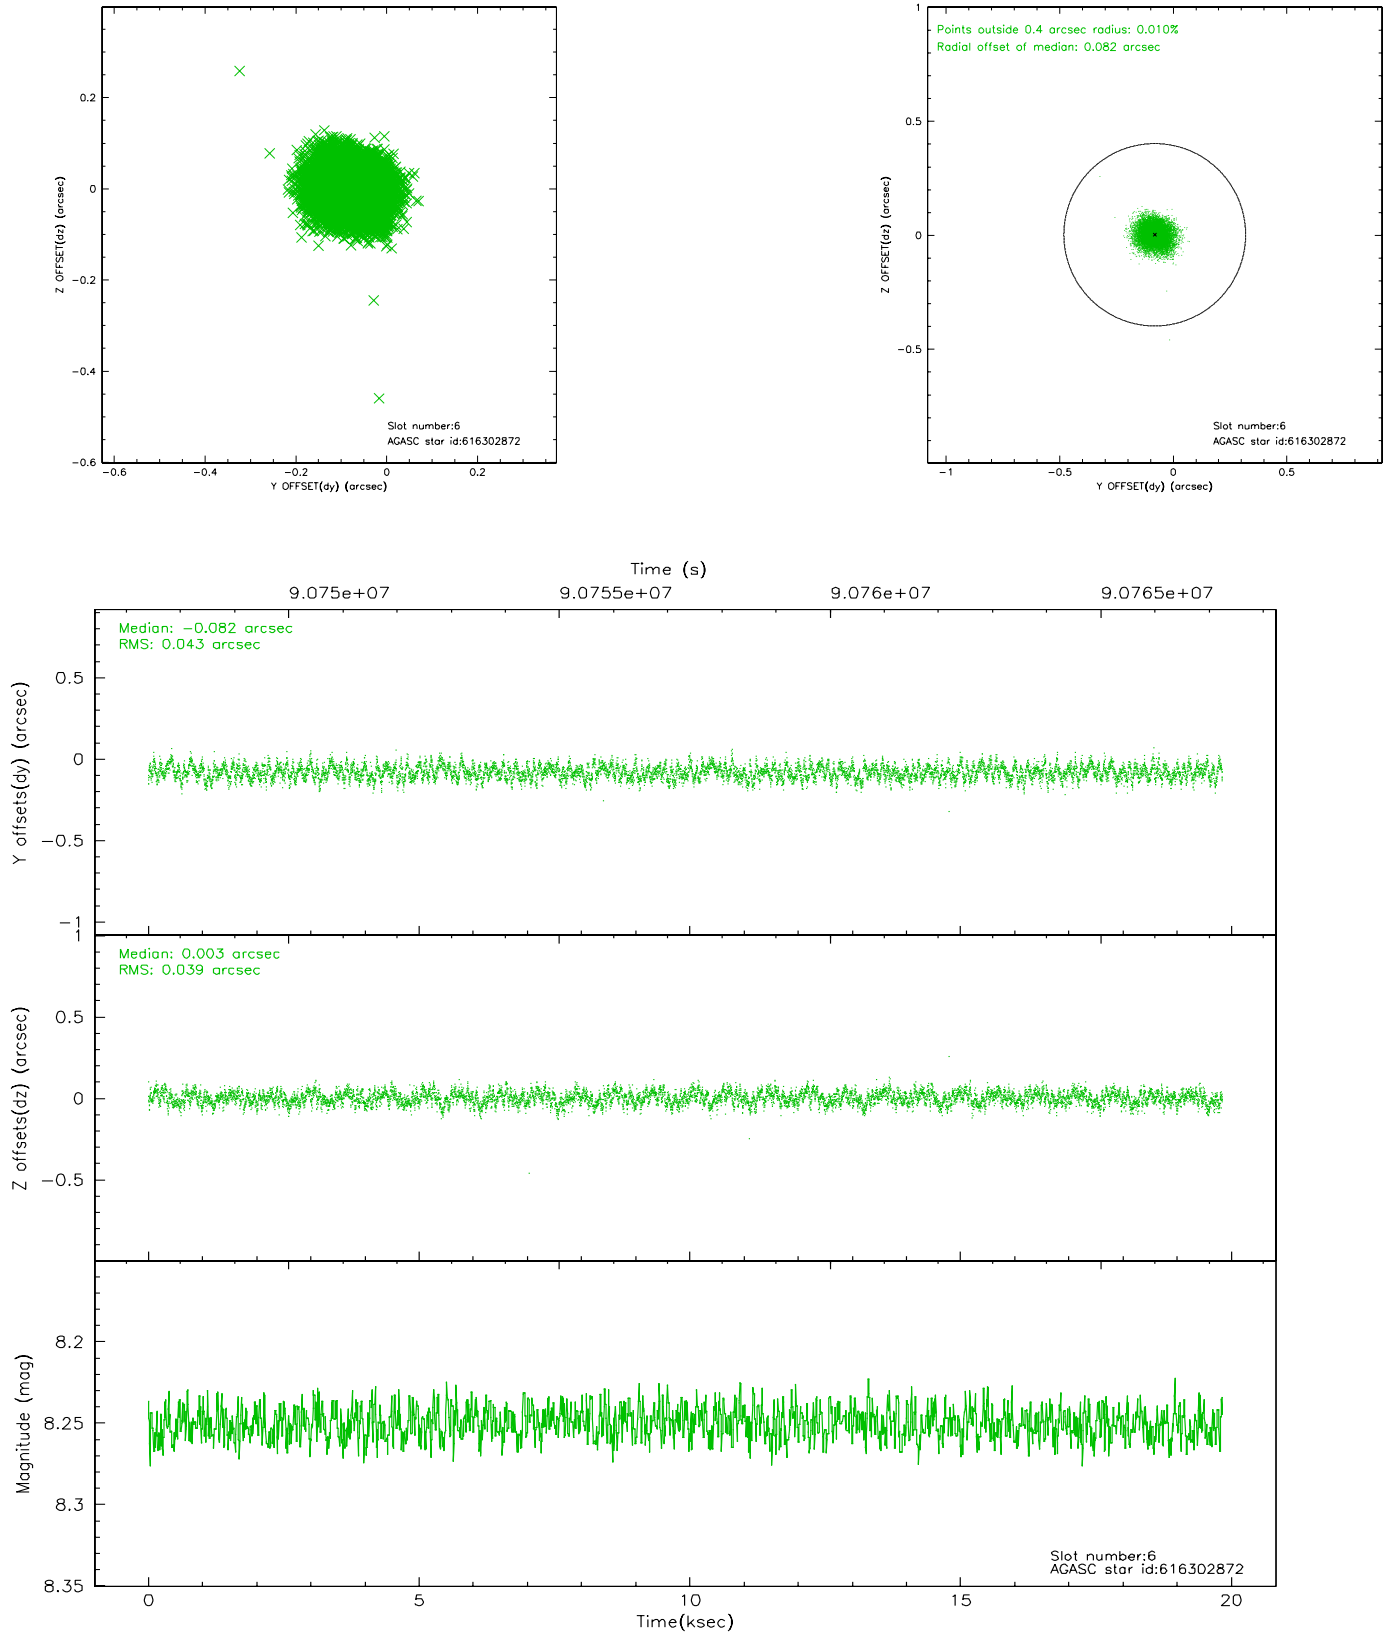 0.2
0
−0.2
−0.4
−0.6
Z OFFSET(dz) (arcsec)
Slot number:6
AGASC star id:616302872
−0.6 −0.4 −0.2 0 0.2
Y OFFSET(dy) (arcsec)
1
0.5
0
−0.5
Z OFFSET(dz) (arcsec)
Points outside 0.4 arcsec radius: 0.010%
Radial offset of median: 0.082 arcsec
Slot number:6
AGASC star id:616302872
−1 −0.5 0 0.5
Y OFFSET(dy) (arcsec)
Time (s)
9.075e+07 9.0755e+07 9.076e+07 9.0765e+07
Median: −0.082 arcsec
RMS: 0.043 arcsec
0.5
0
−0.5
−1
Y offsets(dy) (arcsec)
1
Median: 0.003 arcsec
RMS: 0.039 arcsec
0.5
0
−0.5
Z offsets(dz) (arcsec)
8.2
8.25
8.3
8.35
Magnitude (mag)
Slot number:6
AGASC star id:616302872
0 5 10 15 20
Time(ksec)